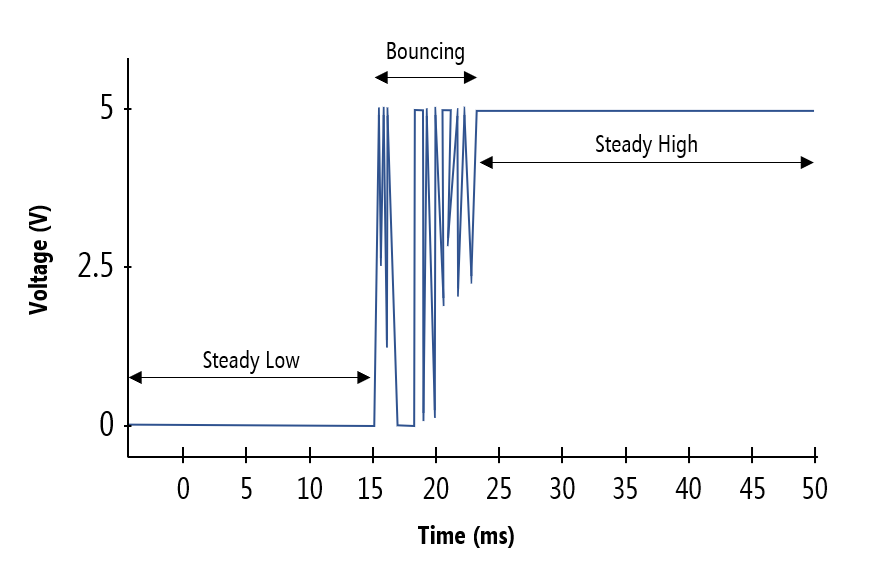 Bouncing
5
Steady High
Voltage (V)
2.5
Steady Low
0
0 5 10 15 20 25 30 35 40 45 50
Time (ms)